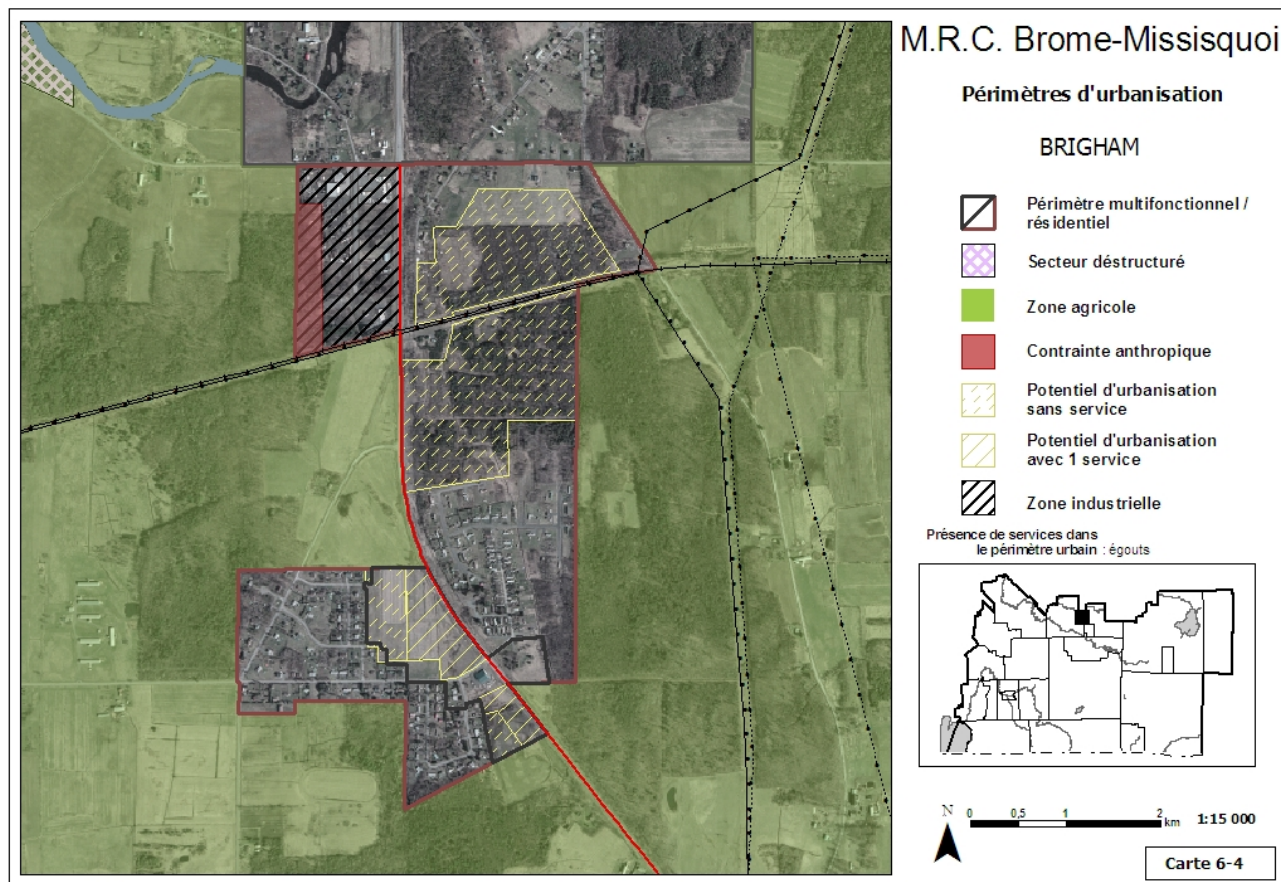 M.R.C. Brome-Missisquoi
Périmètres d'urbanisation
BRIGHAM
Périmètre multifonctionnel /
résidentiel
Secteur déstructuré
Zone agricole
Contrainte anthropique
Potentiel d'urbanisation
sans service
Potentiel d'urbanisation
avec 1 service
Zone industrielle
Présence de services dans
le périmètre urbain : égouts
N
0 0,5 1 2 km 1:15 000
Carte 6-4